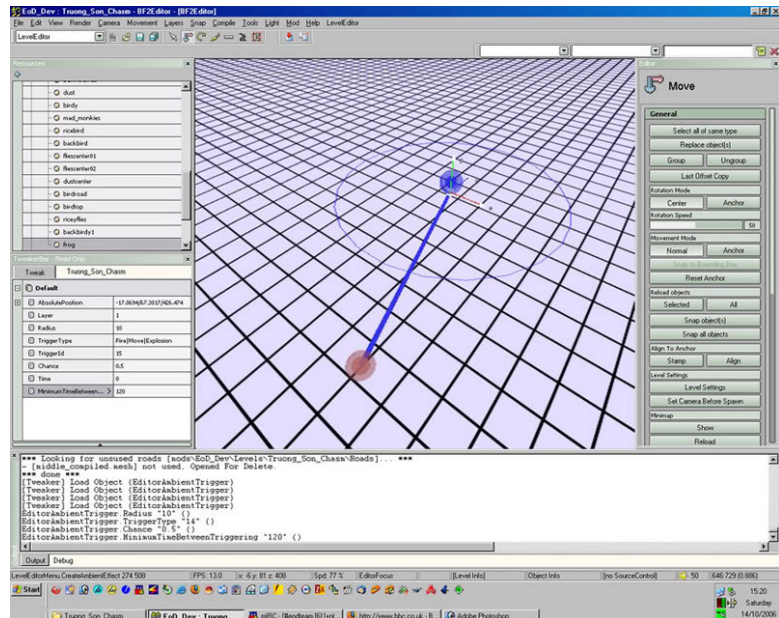 EoD_Dev : Truong_Son_Chasm - BF2Editor - [BF2Editor]
File Edit View Render Camera Movement Layers Snap Compile Tools Light Mod Help LevelEditor
LevelEditor
Resources
dust
birdy
mad_monkies
ricebird
backbird
fliescenter01
fliescenter02
dustcenter
birdroad
birdtop
riceyflies
backbirdy1
frog
TweakerBar - Read Only
Tweak Truong_Son_Chasm
Default
AbsolutePosition -17.0694/67.3017/426.474
Layer 1
Radius 10
TriggerType Fire|Move|Explosion
TriggerId 15
Chance 0.5
Time 0
MinimumTimeBetween... 120
Editor
Move
General
Select all of same type
Replace object(s)
Group Ungroup
Last Offset Copy
Rotation Mode
Center Anchor
Rotation Speed
50
Movement Mode
Normal Anchor
Snap to Bounding Box
Reset Anchor
Reload objects
Selected All
Snap object(s)
Snap all objects
Align To Anchor
Stamp Align
Level Settings
Level Settings
Set Camera Before Spawn
Minimap
Show
Reload
*** Looking for unsused roads [mods\EoD_Dev\Levels\Truong_Son_Chasm\Roads]... ***
- [middle_compiled.mesh] not used. Opened For Delete.
*** done ***
[Tweaker] Load Object (EditorAmbientTrigger)
[Tweaker] Load Object (EditorAmbientTrigger)
[Tweaker] Load Object (EditorAmbientTrigger)
[Tweaker] Load Object (EditorAmbientTrigger)
EditorAmbientTrigger.Radius "10" ()
EditorAmbientTrigger.TriggerType "14" ()
EditorAmbientTrigger.Chance "0.5" ()
EditorAmbientTrigger.MinimumTimeBetweenTriggering "120" ()
Output Debug
LevelEditorMenu CreateAmbientEffect 274 508 FPS: 13.0 x: -6 y: 81 z: 408 Spd: 77 % EditorFocus [Level Info] Object Info [no SourceControl] 50 646:729 (0.886)
Start
15:20
Saturday
14/10/2006
Truong_Son_Chasm EoD_Dev : Truong... http://www.bbc.co.uk - B... Adobe Photoshop